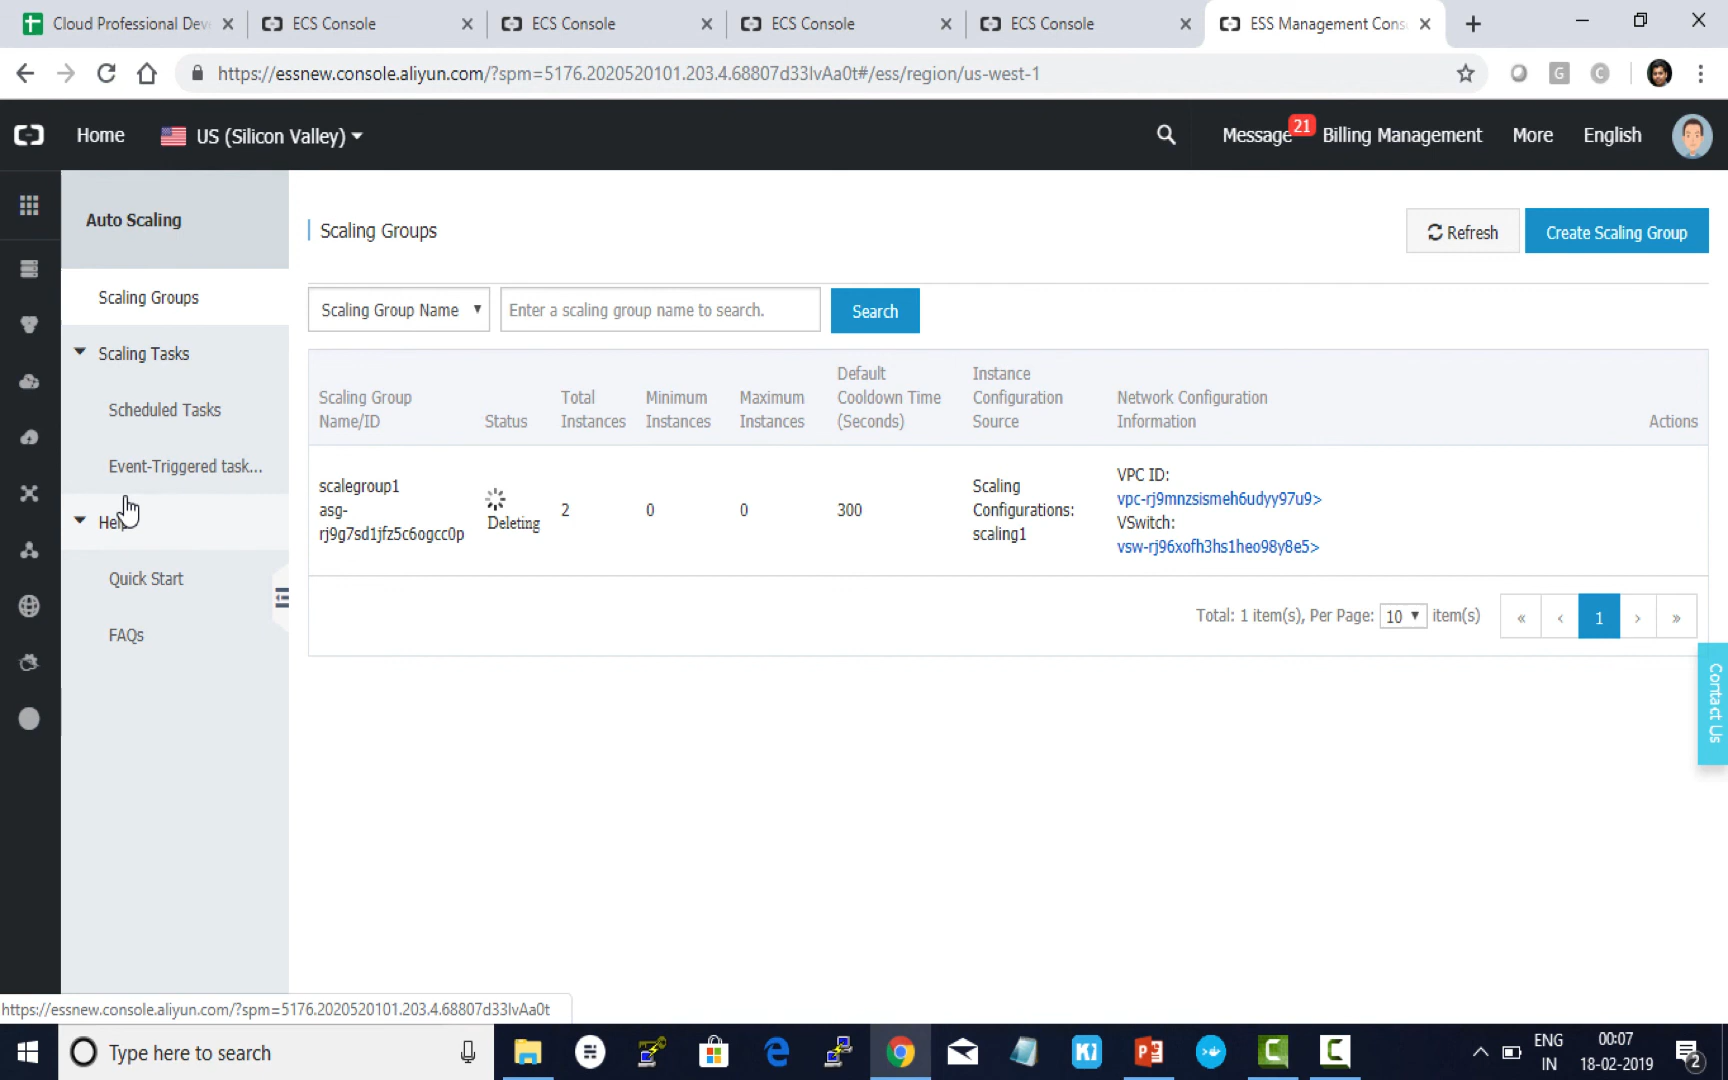 Cloud Professional Dev
ECS Console
ECS Console
ECS Console
ECS Console
ESS Management Cons
https://essnew.console.aliyun.com/?spm=5176.2020520101.203.4.68807d33IvAa0t#/ess/region/us-west-1
G
C
Home
US (Silicon Valley)
Message
21
Billing Management
More
English
Auto Scaling
Scaling Groups
Scaling Tasks
Scheduled Tasks
Event-Triggered task...
Help
Quick Start
FAQs
Scaling Groups
Refresh
Create Scaling Group
Scaling Group Name
Enter a scaling group name to search.
Search
Scaling Group Name/ID
Status
Total Instances
Minimum Instances
Maximum Instances
Default Cooldown Time (Seconds)
Instance Configuration Source
Network Configuration Information
Actions
scalegroup1
asg-
rj9g7sd1jfz5c6ogcc0p
Deleting
2
0
0
300
Scaling
Configurations:
scaling1
VPC ID:
vpc-rj9mnzsismeh6udyy97u9>
VSwitch:
vsw-rj96xofh3hs1heo98y8e5>
Total: 1 item(s), Per Page: 10 item(s)
« ‹ 1 › »
Contact Us
https://essnew.console.aliyun.com/?spm=5176.2020520101.203.4.68807d33IvAa0t
Type here to search
ENG
IN
00:07
18-02-2019
2